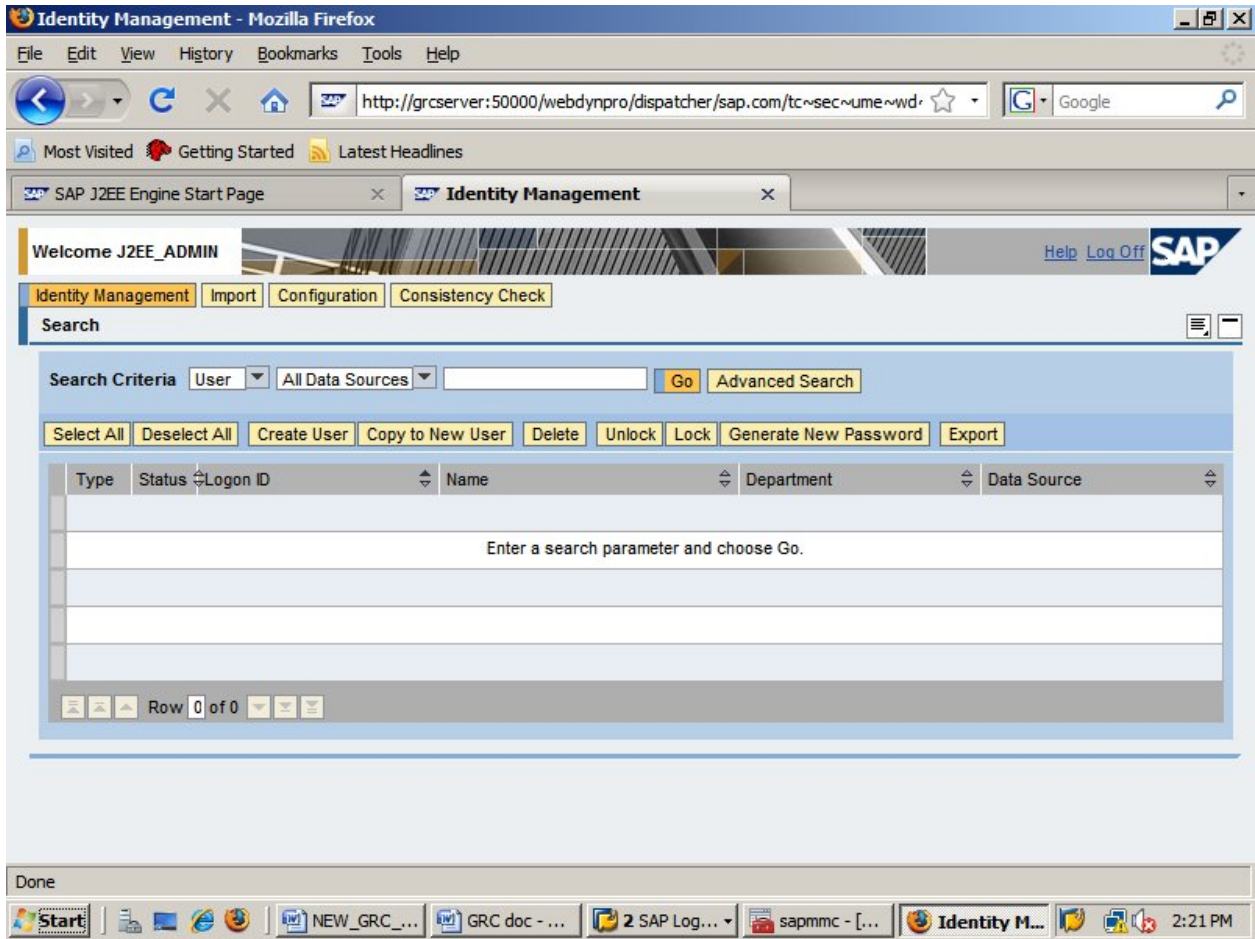 Identity Management - Mozilla Firefox
File Edit View History Bookmarks Tools Help
http://grcserver:50000/webdynpro/dispatcher/sap.com/tc~sec~ume~wd G Google
Most Visited Getting Started Latest Headlines
SAP SAP J2EE Engine Start Page SAP Identity Management
Welcome J2EE_ADMIN Help Log Off SAP
Identity Management Import Configuration Consistency Check
Search
Search Criteria User All Data Sources Go Advanced Search
Select All Deselect All Create User Copy to New User Delete Unlock Lock Generate New Password Export
Type Status Logon ID Name Department Data Source
Enter a search parameter and choose Go.
Row 0 of 0
Done
Start NEW_GRC_... GRC doc - ... 2 SAP Log... sapmmc - [... Identity M... 2:21 PM